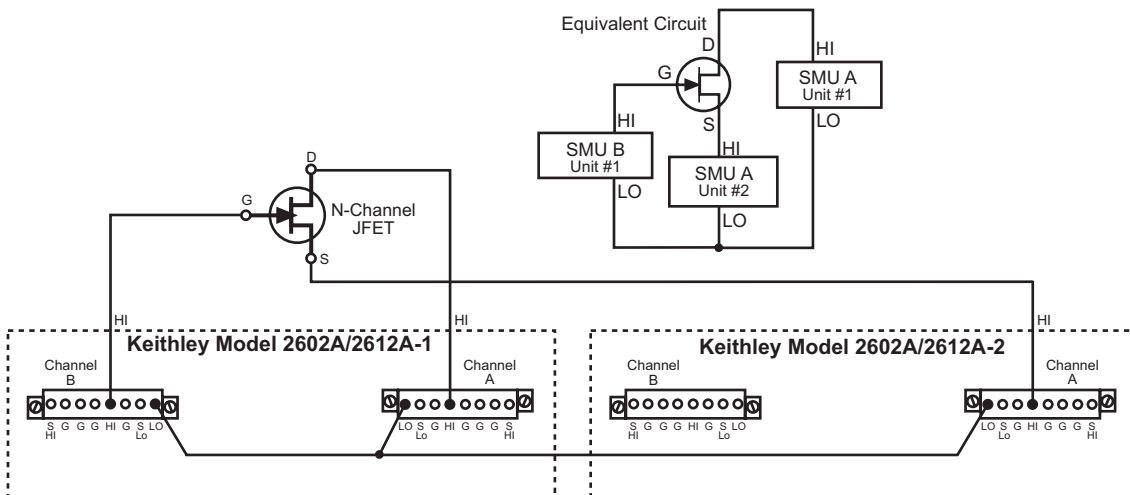 Equivalent Circuit
D
HI
G
SMU A
Unit #1
S
HI
HI
LO
SMU B
Unit #1
SMU A
Unit #2
LO
LO
D
G
N-Channel
JFET
S
HI
HI
HI
Keithley Model 2602A/2612A-1
Keithley Model 2602A/2612A-2
Channel
B
Channel
A
Channel
B
Channel
A
S
HI
G
G
G
HI
G
S
Lo
LO
LO
S
Lo
G
HI
G
G
G
S
HI
S
HI
G
G
G
HI
G
S
Lo
LO
LO
S
Lo
G
HI
G
G
G
S
HI